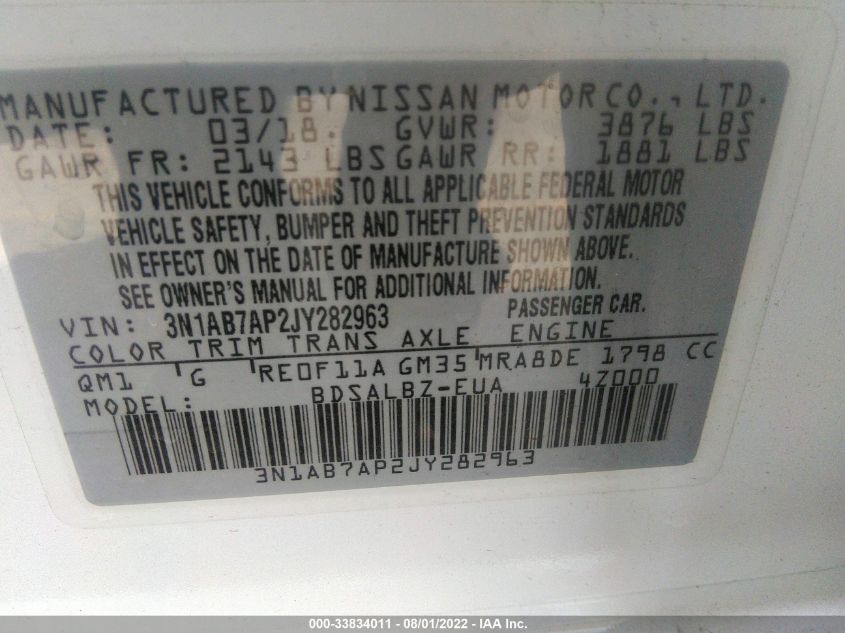 MANUFACTURED BY NISSAN MOTOR CO., LTD.
DATE: 03/18. GVWR: 3876 LBS
GAWR FR: 2143 LBS GAWR RR: 1881 LBS
THIS VEHICLE CONFORMS TO ALL APPLICABLE FEDERAL MOTOR
VEHICLE SAFETY, BUMPER AND THEFT PREVENTION STANDARDS
IN EFFECT ON THE DATE OF MANUFACTURE SHOWN ABOVE.
SEE OWNER'S MANUAL FOR ADDITIONAL INFORMATION.
VIN: 3N1AB7AP2JY282963 PASSENGER CAR.
COLOR TRIM TRANS AXLE ENGINE
QM1 G RE0F11A GM35 MRA8DE 1798 CC
MODEL: BDSALBZ-EUA 4Z000
3N1AB7AP2JY282963
000-33834011 - 08/01/2022 - IAA Inc.